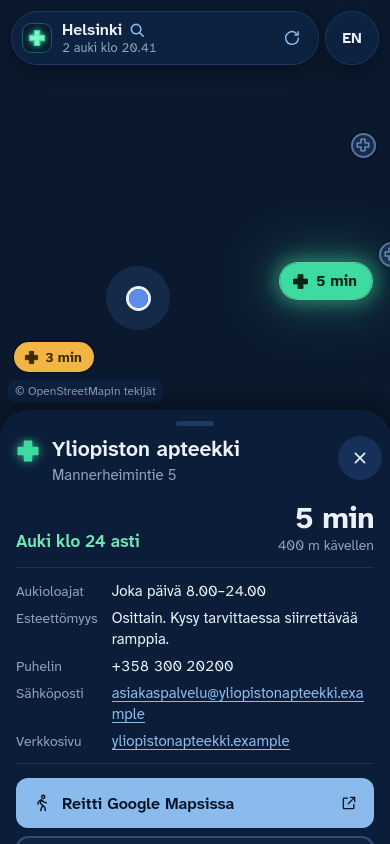 Helsinki
2 auki klo 20.41
EN
5 min
3 min
© OpenStreetMapin tekijät
Yliopiston apteekki
Mannerheimintie 5
5 min
Auki klo 24 asti
400 m kävellen
Aukioloajat Joka päivä 8.00–24.00
Esteettömyys Osittain. Kysy tarvittaessa siirrettävää
ramppia.
Puhelin +358 300 20200
Sähköposti asiakaspalvelu@yliopistonapteekki.exa
mple
Verkkosivu yliopistonapteekki.example
Reitti Google Mapsissa